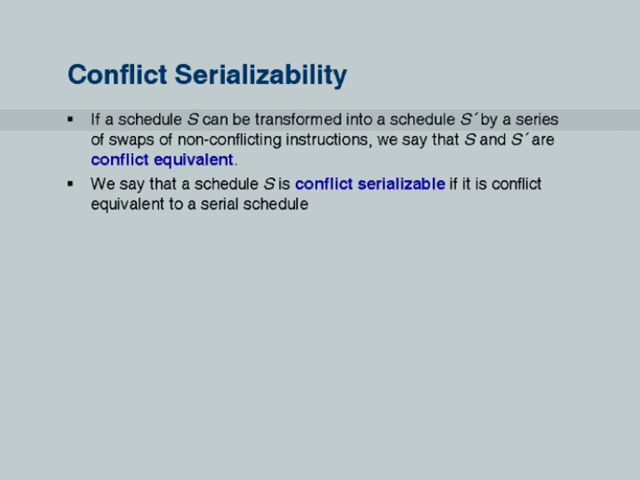 Conflict Serializability
▪ If a schedule S can be transformed into a schedule S´ by a series
of swaps of non-conflicting instructions, we say that S and S´ are
conflict equivalent.
▪ We say that a schedule S is conflict serializable if it is conflict
equivalent to a serial schedule